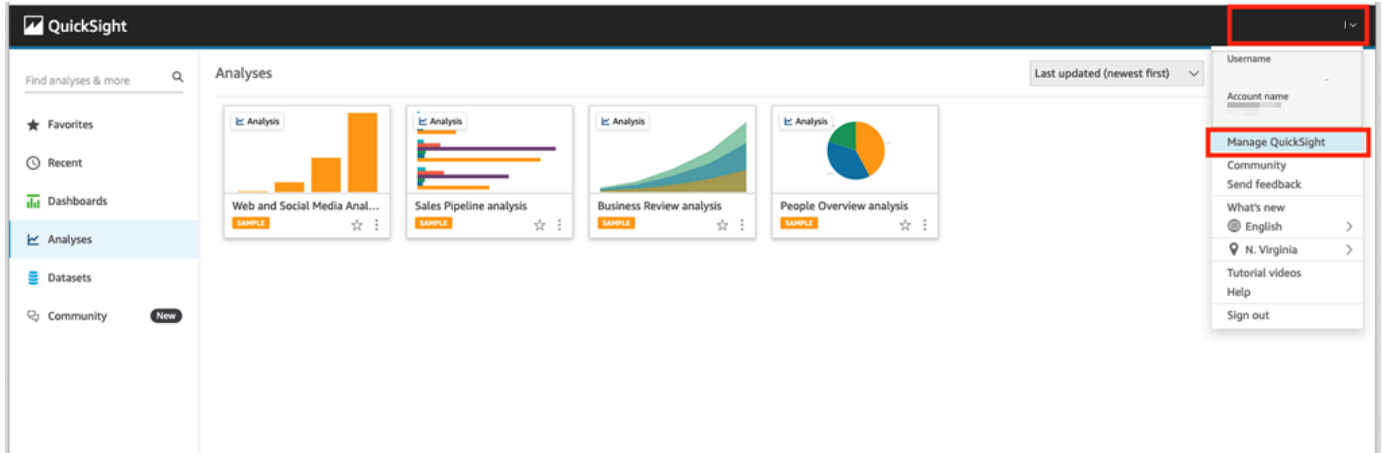 QuickSight
Find analyses & more
Favorites
Recent
Dashboards
Analyses
Datasets
Community New
Analyses
Last updated (newest first)
Analysis
Web and Social Media Anal...
SAMPLE
Analysis
Sales Pipeline analysis
SAMPLE
Analysis
Business Review analysis
SAMPLE
Analysis
People Overview analysis
SAMPLE
Username
Account name
Manage QuickSight
Community
Send feedback
What's new
English
N. Virginia
Tutorial videos
Help
Sign out